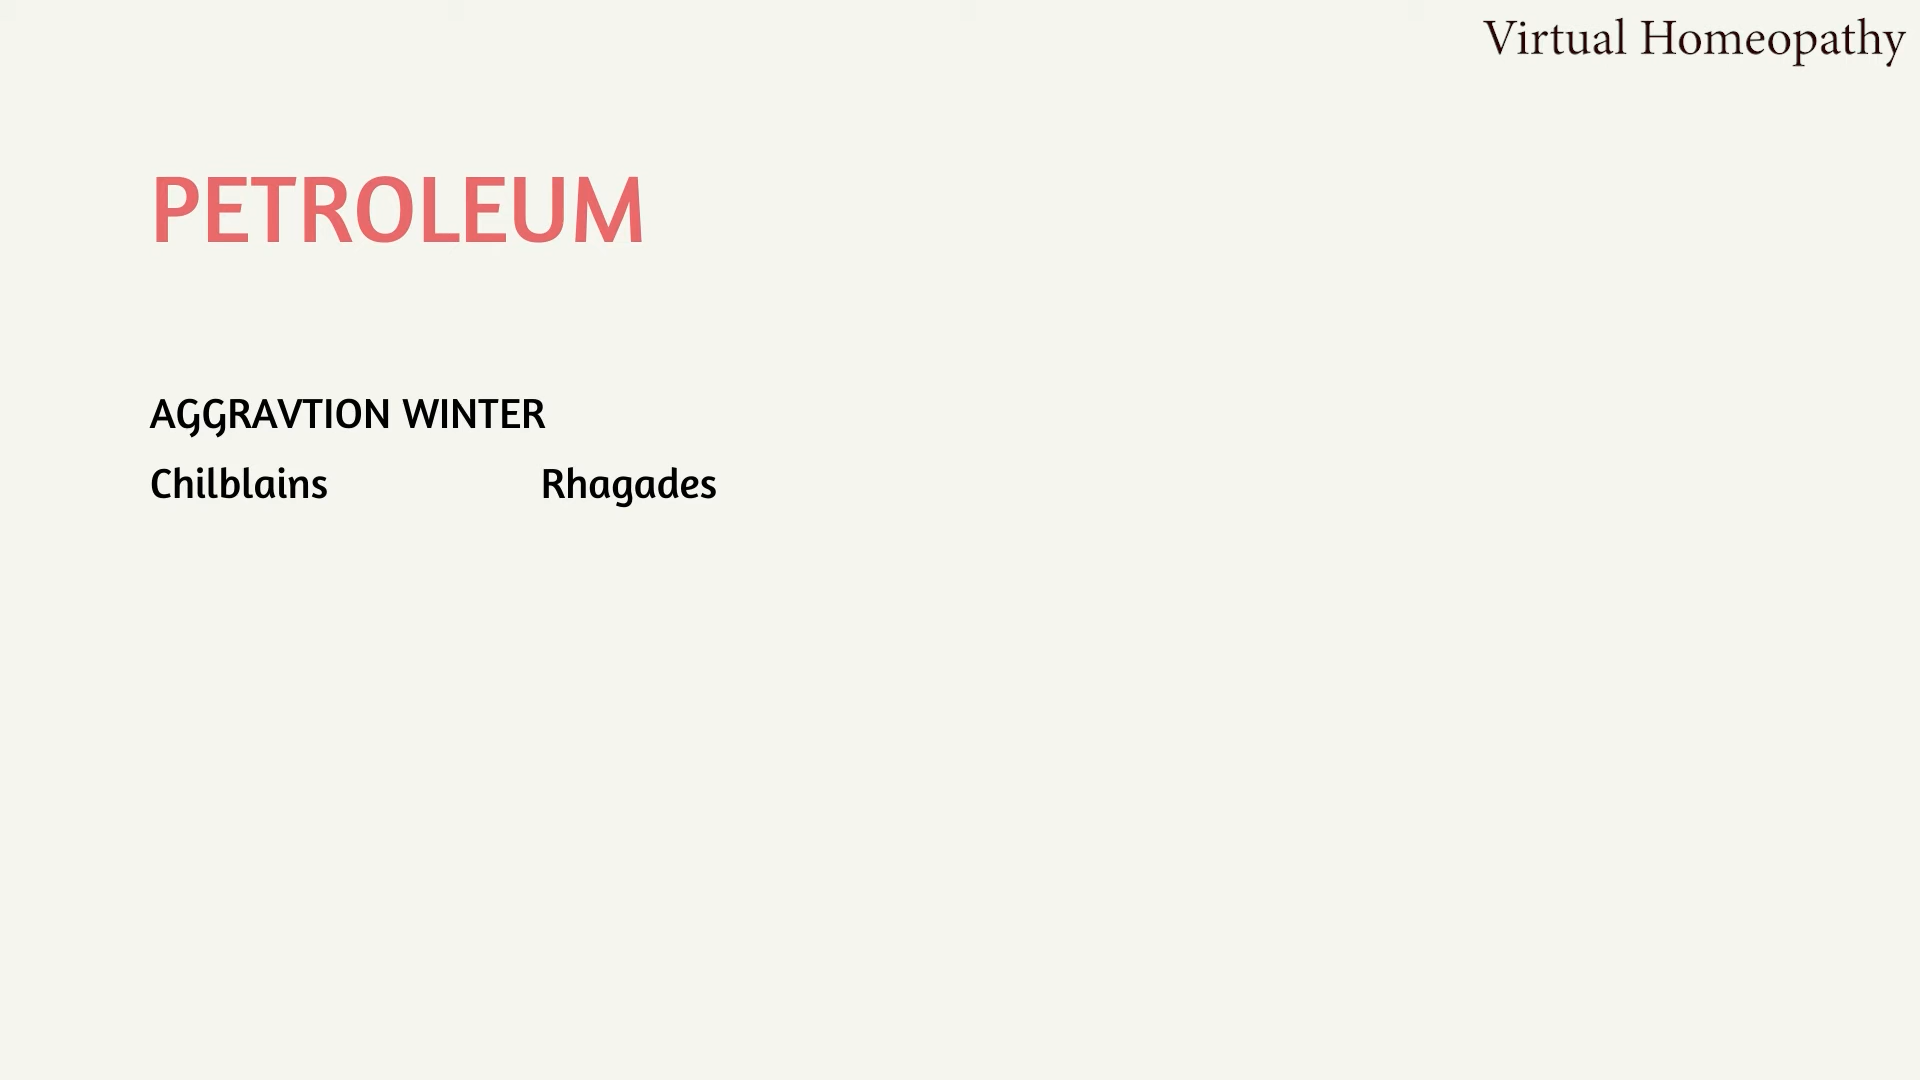 Virtual Homeopathy
PETROLEUM
AGGRAVTION WINTER
Chilblains Rhagades